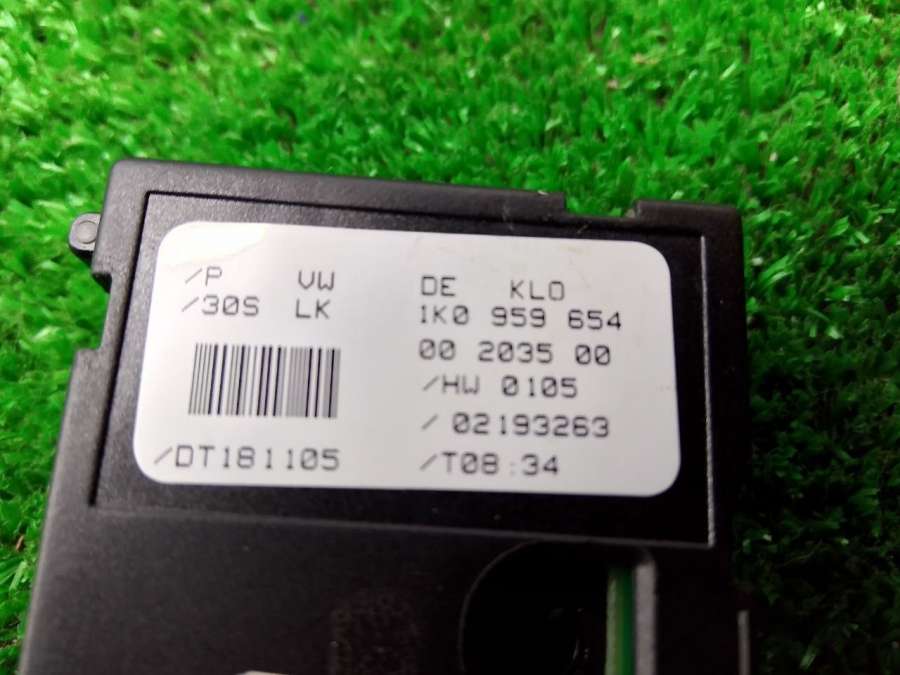 /P VW DE KLO
/30S LK 1K0 959 654
00 2035 00
/HW 0105
/ 02193263
/DT181105 /T08:34